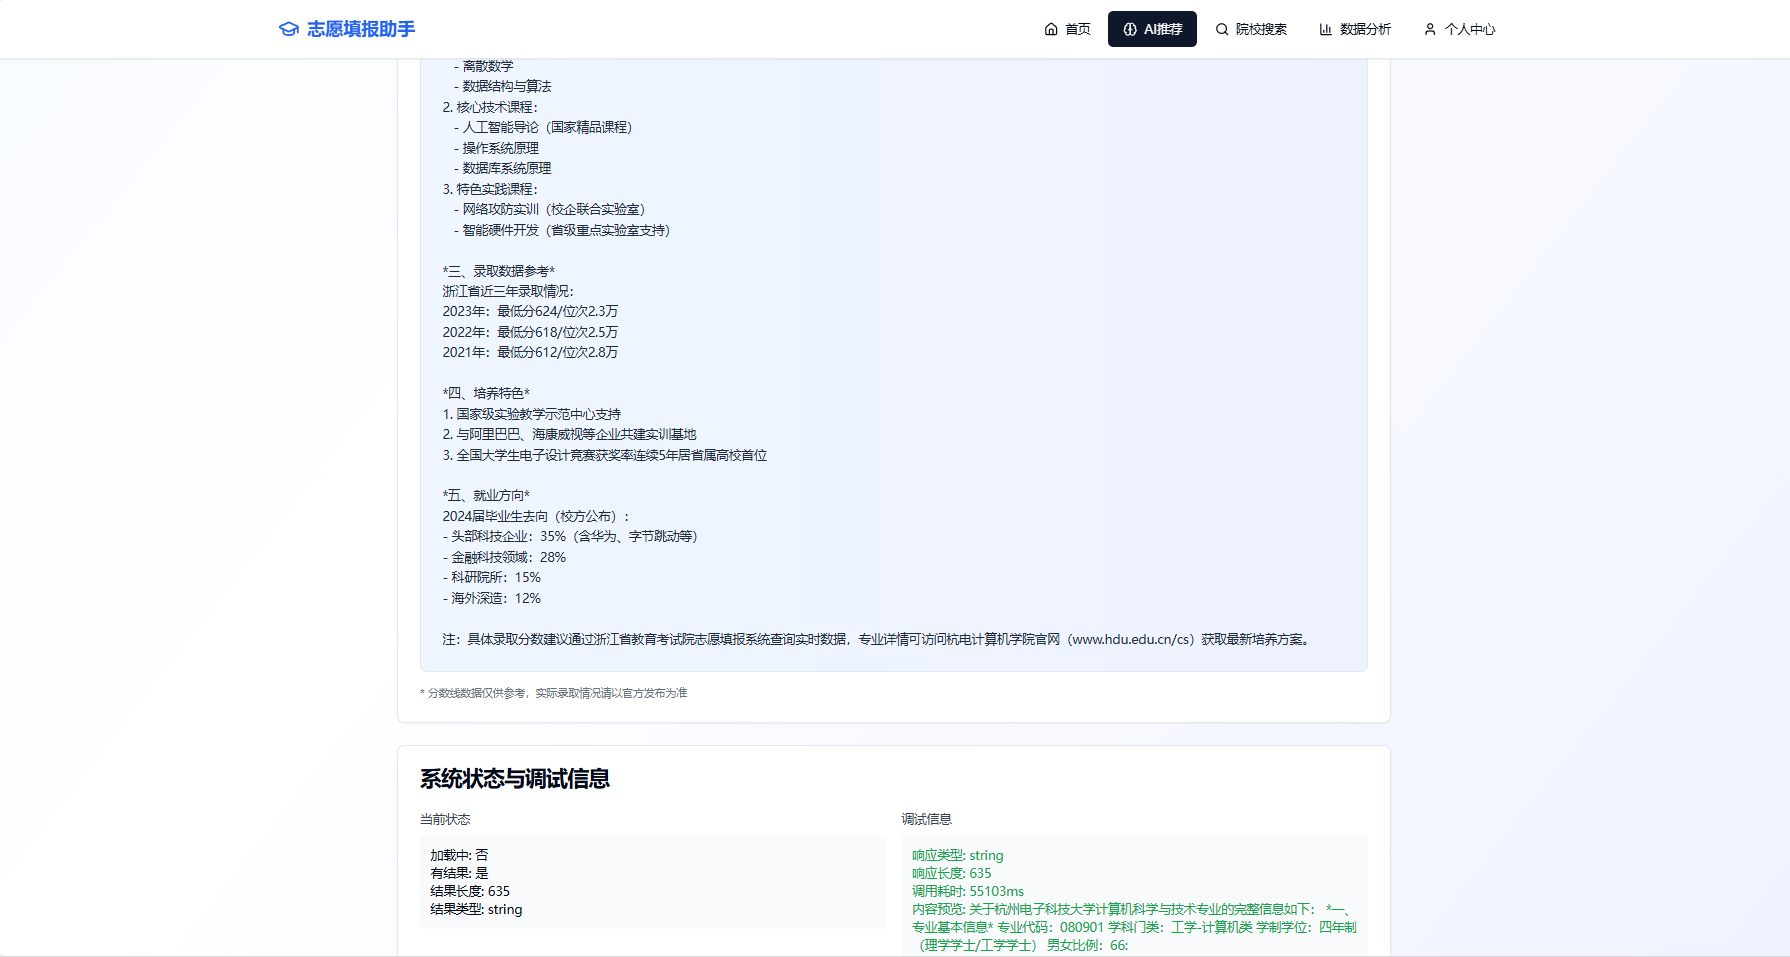 志愿填报助手
首页
AI推荐
院校搜索
数据分析
个人中心
- 离散数学
- 数据结构与算法
2. 核心技术课程：
- 人工智能导论（国家精品课程）
- 操作系统原理
- 数据库系统原理
3. 特色实践课程：
- 网络攻防实训（校企联合实验室）
- 智能硬件开发（省级重点实验室支持）
*三、录取数据参考*
浙江省近三年录取情况：
2023年：最低分624/位次2.3万
2022年：最低分618/位次2.5万
2021年：最低分612/位次2.8万
*四、培养特色*
1. 国家级实验教学示范中心支持
2. 与阿里巴巴、海康威视等企业共建实训基地
3. 全国大学生电子设计竞赛获奖率连续5年居省属高校首位
*五、就业方向*
2024届毕业生去向（校方公布）：
- 头部科技企业：35%（含华为、字节跳动等）
- 金融科技领域：28%
- 科研院所：15%
- 海外深造：12%
注：具体录取分数建议通过浙江省教育考试院志愿填报系统查询实时数据，专业详情可访问杭电计算机学院官网（www.hdu.edu.cn/cs）获取最新培养方案。
* 分数线数据仅供参考，实际录取情况请以官方发布为准
系统状态与调试信息
当前状态
加载中: 否
有结果: 是
结果长度: 635
结果类型: string
调试信息
响应类型: string
响应长度: 635
调用耗时: 55103ms
内容预览: 关于杭州电子科技大学计算机科学与技术专业的完整信息如下： *一、
专业基本信息* 专业代码：080901 学科门类：工学-计算机类 学制学位：四年制
（理学学士/工学学士） 男女比例：66: